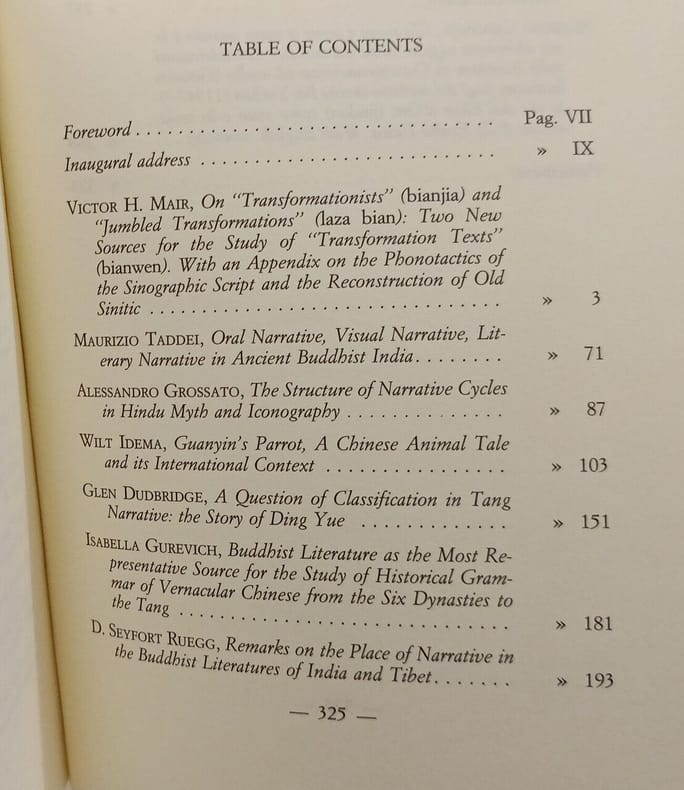 TABLE OF CONTENTS
Foreword . . . . . . . . . . . . . . . . . . . . . . . . . . . . . . . . Pag. VII
Inaugural address . . . . . . . . . . . . . . . . . . . . . . . . . . . » IX
VICTOR H. MAIR, On “Transformationists” (bianjia) and
“Jumbled Transformations” (laza bian): Two New
Sources for the Study of “Transformation Texts”
(bianwen). With an Appendix on the Phonotactics of
the Sinographic Script and the Reconstruction of Old
Sinitic . . . . . . . . . . . . . . . . . . . . . . . . . . . . . . . . » 3
MAURIZIO TADDEI, Oral Narrative, Visual Narrative, Lit-
erary Narrative in Ancient Buddhist India. . . . . . . . » 71
ALESSANDRO GROSSATO, The Structure of Narrative Cycles
in Hindu Myth and Iconography . . . . . . . . . . . . . . » 87
WILT IDEMA, Guanyin’s Parrot, A Chinese Animal Tale
and its International Context . . . . . . . . . . . . . . . . » 103
GLEN DUDBRIDGE, A Question of Classification in Tang
Narrative: the Story of Ding Yue . . . . . . . . . . . . . » 151
ISABELLA GUREVICH, Buddhist Literature as the Most Re-
presentative Source for the Study of Historical Gram-
mar of Vernacular Chinese from the Six Dynasties to
the Tang . . . . . . . . . . . . . . . . . . . . . . . . . . . . . . » 181
D. SEYFORT RUEGG, Remarks on the Place of Narrative in
the Buddhist Literatures of India and Tibet. . . . . . . » 193
— 325 —